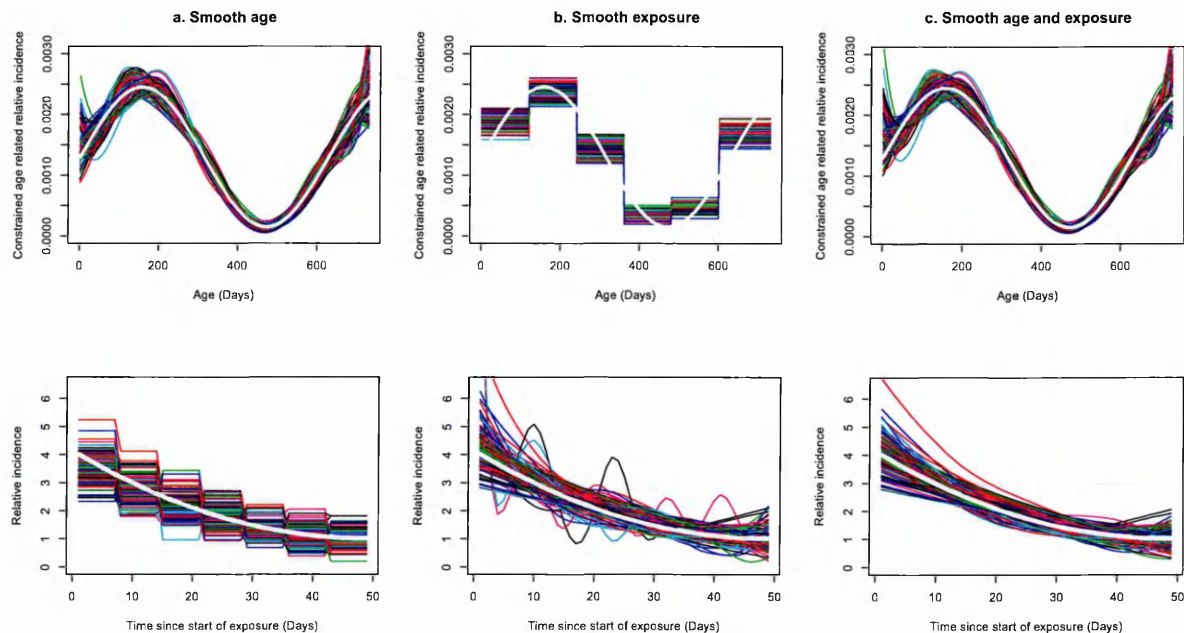 a. Smooth age
b. Smooth exposure
c. Smooth age and exposure
Constrained age related relative incidence
0.0030
0.0020
0.0010
0.0000
0 200 400 600
Age (Days)
Constrained age related relative incidence
0.0030
0.0020
0.0010
0.0000
0 200 400 600
Age (Days)
Constrained age related relative incidence
0.0030
0.0020
0.0010
0.0000
0 200 400 600
Age (Days)
Relative incidence
6
5
4
3
2
1
0
0 10 20 30 40 50
Time since start of exposure (Days)
Relative incidence
6
5
4
3
2
1
0
0 10 20 30 40 50
Time since start of exposure (Days)
Relative incidence
6
5
4
3
2
1
0
0 10 20 30 40 50
Time since start of exposure (Days)